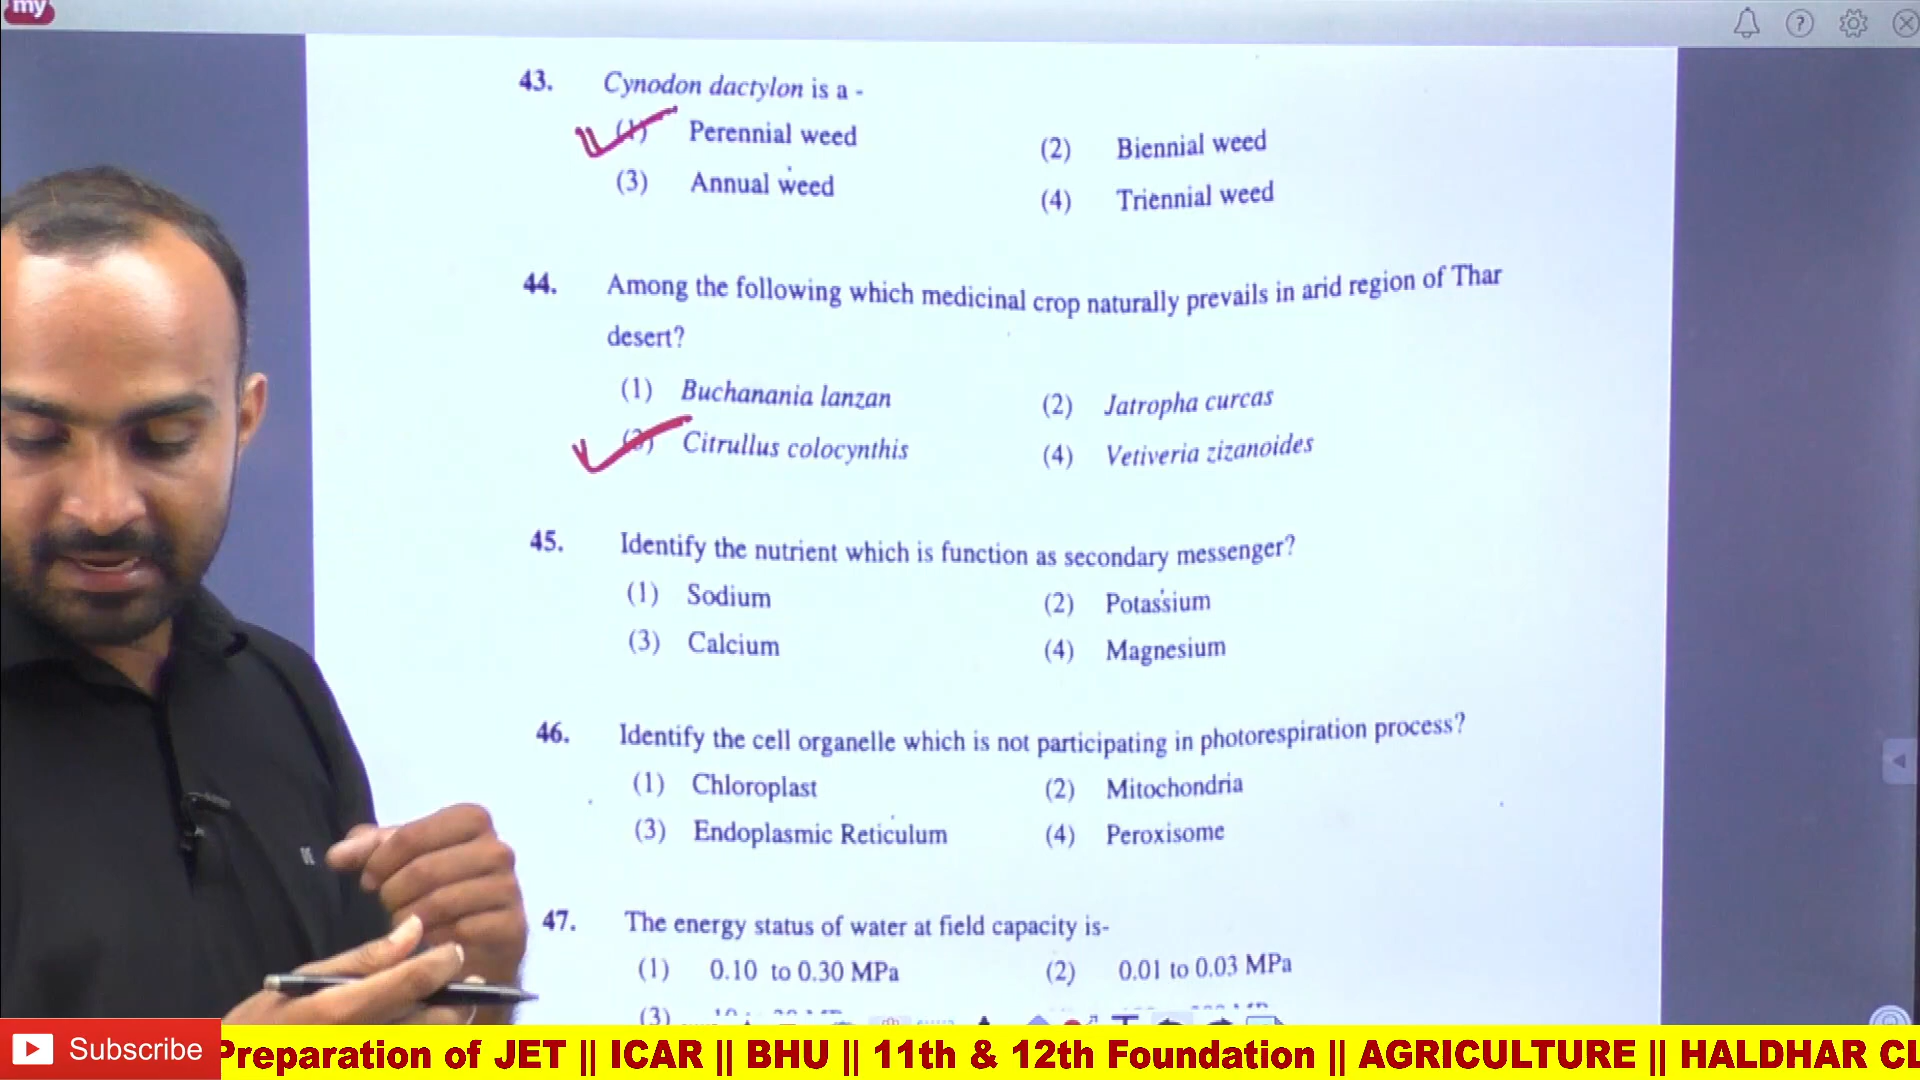 my
43. Cynodon dactylon is a -
(1) Perennial weed (2) Biennial weed
(3) Annual weed (4) Triennial weed
44. Among the following which medicinal crop naturally prevails in arid region of Thar
desert?
(1) Buchanania lanzan (2) Jatropha curcas
(3) Citrullus colocynthis (4) Vetiveria zizanoides
45. Identify the nutrient which is function as secondary messenger?
(1) Sodium (2) Potassium
(3) Calcium (4) Magnesium
46. Identify the cell organelle which is not participating in photorespiration process?
(1) Chloroplast (2) Mitochondria
(3) Endoplasmic Reticulum (4) Peroxisome
47. The energy status of water at field capacity is-
(1) 0.10 to 0.30 MPa (2) 0.01 to 0.03 MPa
(3)
Subscribe Preparation of JET || ICAR || BHU || 11th & 12th Foundation || AGRICULTURE || HALDHAR CL